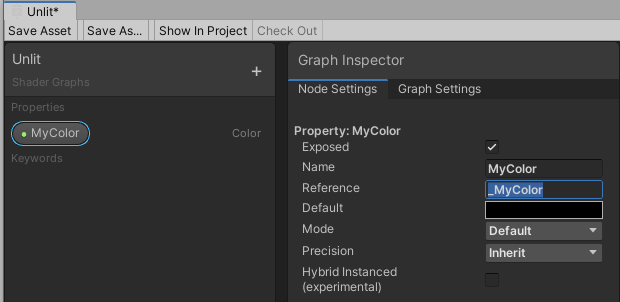 Unlit*
Save Asset Save As... Show In Project Check Out
Unlit
Shader Graphs
Properties
MyColor Color
Keywords
Graph Inspector
Node Settings Graph Settings
Property: MyColor
Exposed
Name MyColor
Reference _MyColor
Default
Mode Default
Precision Inherit
Hybrid Instanced
(experimental)